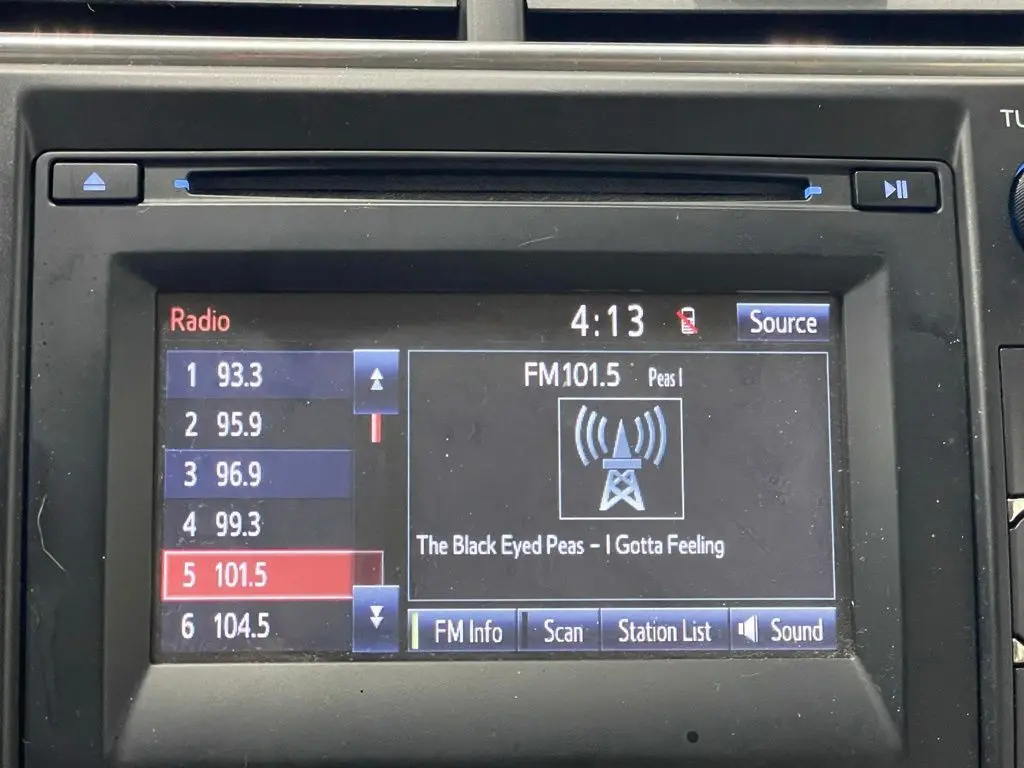 TU
Radio 4:13 Source
1 93.3
2 95.9
3 96.9
4 99.3
5 101.5
6 104.5
FM101.5 Peas I
The Black Eyed Peas - I Gotta Feeling
FM Info Scan Station List Sound